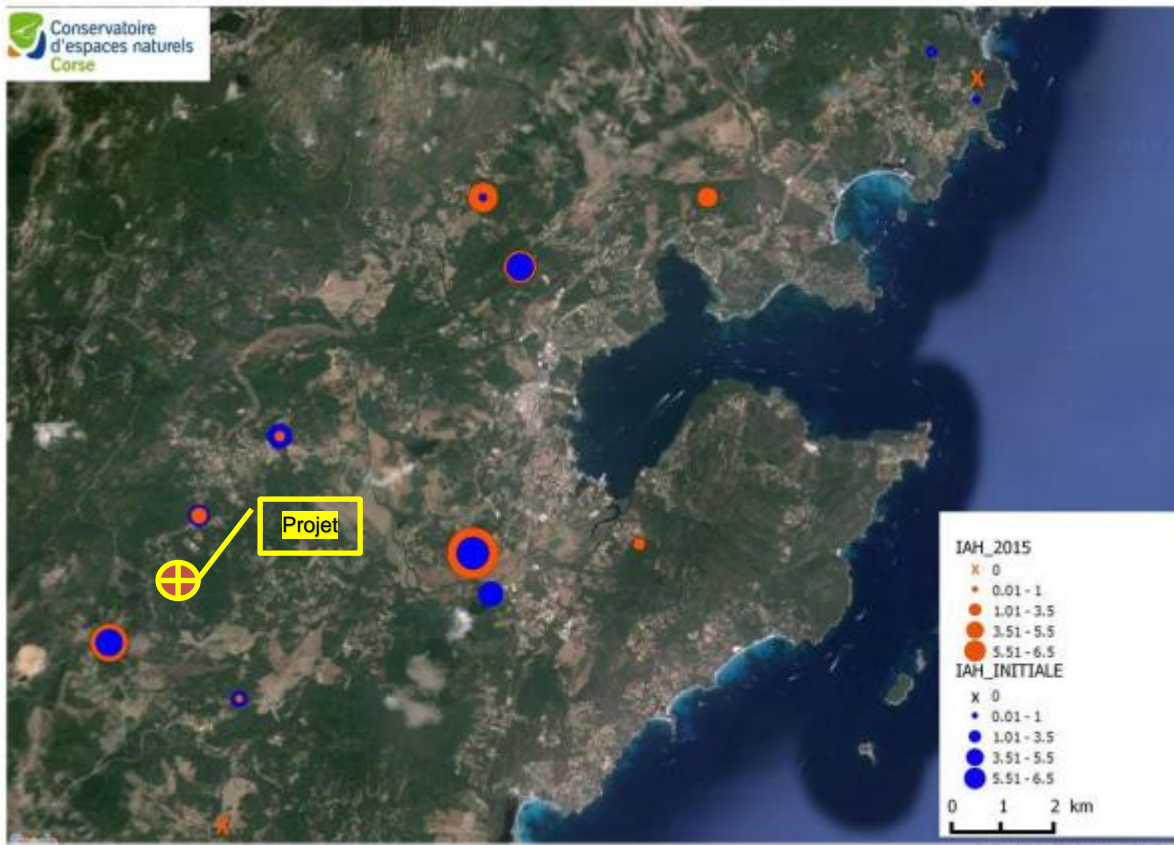 Conservatoire
d'espaces naturels
Corse
Projet
IAH_2015
x 0
0.01 - 1
1.01 - 3.5
3.51 - 5.5
5.51 - 6.5
IAH_INITIALE
x 0
0.01 - 1
1.01 - 3.5
3.51 - 5.5
5.51 - 6.5
0 1 2 km